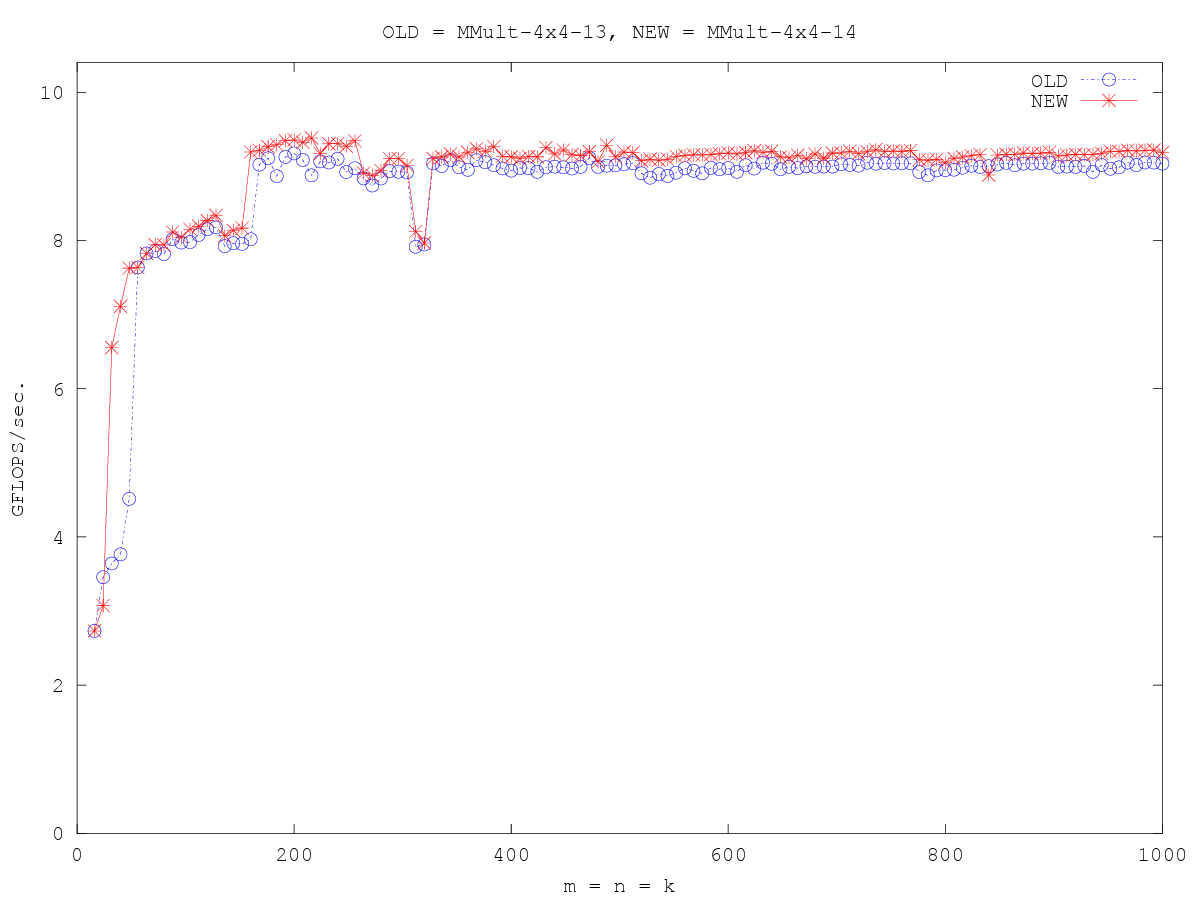 OLD = MMult-4x4-13, NEW = MMult-4x4-14
OLD
NEW
10
8
6
4
2
0
GFLOPS/sec.
0 200 400 600 800 1000
m = n = k